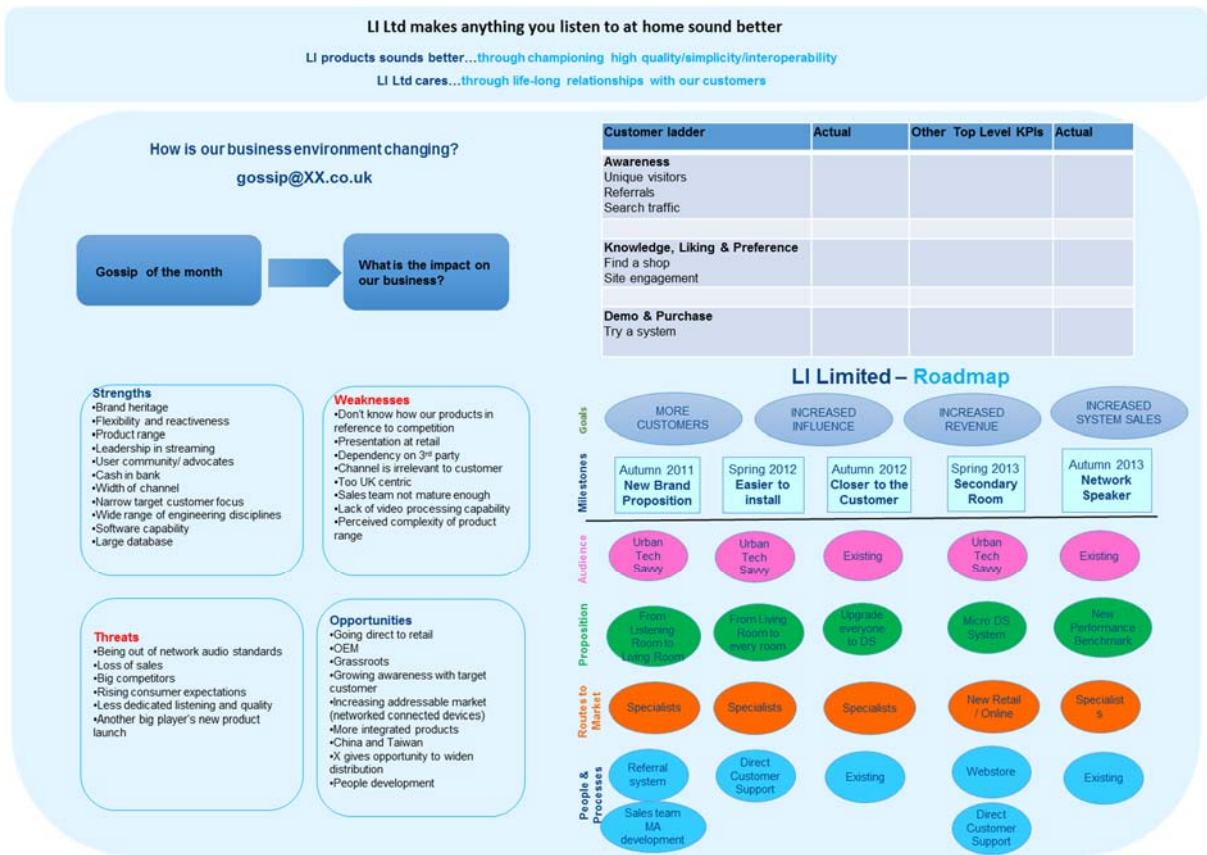 LI Ltd makes anything you listen to at home sound better
LI products sounds better…through championing high quality/simplicity/interoperability
LI Ltd cares…through life-long relationships with our customers
How is our business environment changing?
gossip@XX.co.uk
Gossip of the month
What is the impact on
our business?
Customer ladder Actual Other Top Level KPIs Actual
Awareness
Unique visitors
Referrals
Search traffic
Knowledge, Liking & Preference
Find a shop
Site engagement
Demo & Purchase
Try a system
Strengths
•Brand heritage
•Flexibility and reactiveness
•Product range
•Leadership in streaming
•User community/ advocates
•Cash in bank
•Width of channel
•Narrow target customer focus
•Wide range of engineering disciplines
•Software capability
•Large database
Weaknesses
•Don't know how our products in
reference to competition
•Presentation at retail
•Dependency on 3rd party
•Channel is irrelevant to customer
•Too UK centric
•Sales team not mature enough
•Lack of video processing capability
•Perceived complexity of product
range
Threats
•Being out of network audio standards
•Loss of sales
•Big competitors
•Rising consumer expectations
•Less dedicated listening and quality
•Another big player's new product
launch
Opportunities
•Going direct to retail
•OEM
•Grassroots
•Growing awareness with target
customer
•Increasing addressable market
(networked connected devices)
•More integrated products
•China and Taiwan
•X gives opportunity to widen
distribution
•People development
LI Limited – Roadmap
Goals
MORE
CUSTOMERS
INCREASED
INFLUENCE
INCREASED
REVENUE
INCREASED
SYSTEM SALES
Milestones
Autumn 2011
New Brand
Proposition
Spring 2012
Easier to
install
Autumn 2012
Closer to the
Customer
Spring 2013
Secondary
Room
Autumn 2013
Network
Speaker
Audience
Urban
Tech
Savvy
Urban
Tech
Savvy
Existing
Urban
Tech
Savvy
Existing
Proposition
From
Listening
Room to
Living Room
From Living
Room to
every room
Upgrade
everyone
to DS
Micro DS
System
New
Performance
Benchmark
Routes to
Market
Specialists
Specialists
Specialists
New Retail
/ Online
Specialist
s
People &
Processes
Referral
system
Sales team
MA
development
Direct
Customer
Support
Existing
Webstore
Direct
Customer
Support
Existing